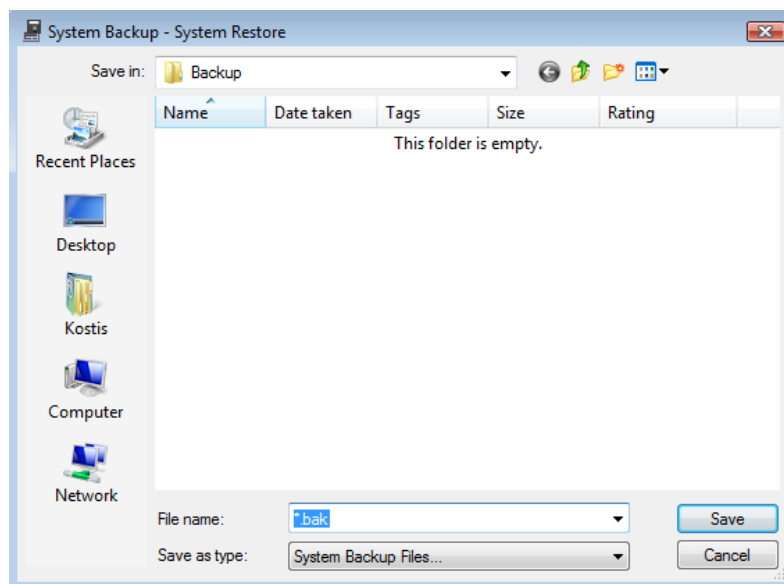 System Backup - System Restore
Save in: Backup
Name Date taken Tags Size Rating
This folder is empty.
Recent Places
Desktop
Kostis
Computer
Network
File name: *.bak Save
Save as type: System Backup Files... Cancel